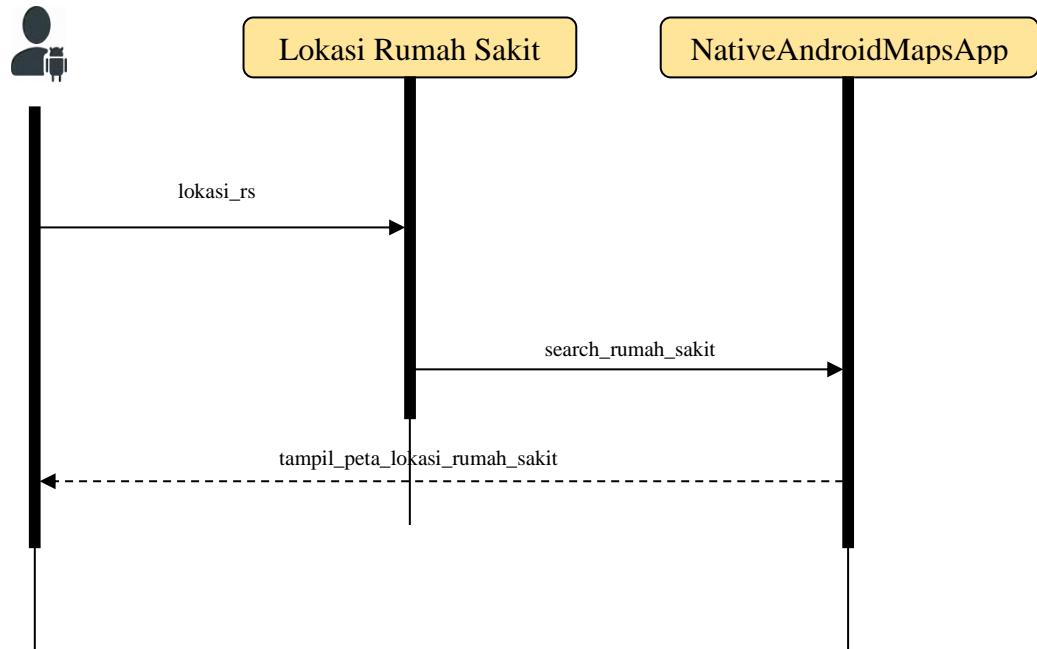 Lokasi Rumah Sakit
NativeAndroidMapsApp
lokasi_rs
search_rumah_sakit
tampil_peta_lokasi_rumah_sakit